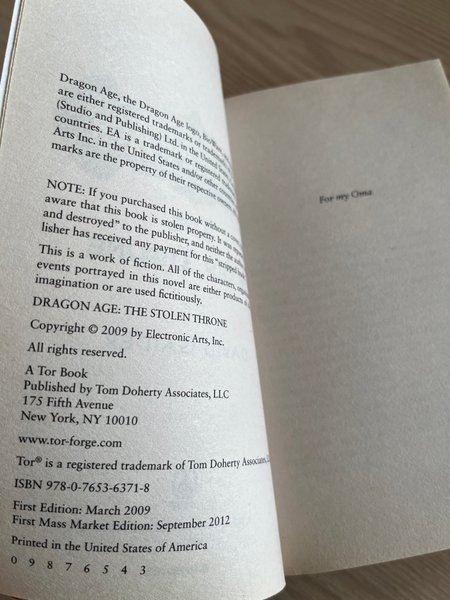 Dragon Age, the Dragon Age logo, BioWare
are either registered trademarks or trademarks
(Studio and Publishing) Ltd. in the United
countries. EA is a trademark or registered
Arts Inc. in the United States and/or other
marks are the property of their respective
NOTE: If you purchased this book without a
aware that this book is stolen property. It was
and destroyed" to the publisher, and neither the
lisher has received any payment for this "stripped
This is a work of fiction. All of the characters,
events portrayed in this novel are either products
imagination or are used fictitiously.
DRAGON AGE: THE STOLEN THRONE
Copyright © 2009 by Electronic Arts, Inc.
All rights reserved.
A Tor Book
Published by Tom Doherty Associates, LLC
175 Fifth Avenue
New York, NY 10010
www.tor-forge.com
Tor® is a registered trademark of Tom Doherty Associates,
ISBN 978-0-7653-6371-8
First Edition: March 2009
First Mass Market Edition: September 2012
Printed in the United States of America
0 9 8 7 6 5 4 3
For my Oma